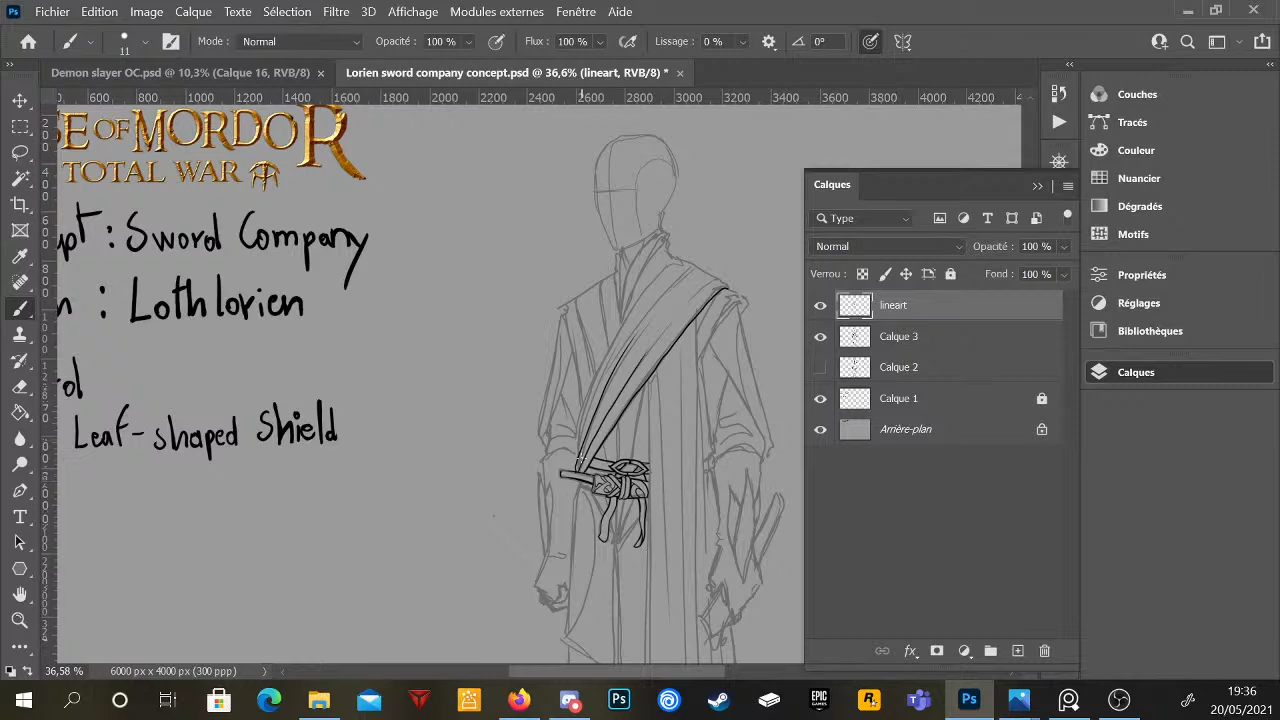 Fichier Edition Image Calque Texte Sélection Filtre 3D Affichage Modules externes Fenêtre Aide
11 Mode : Normal Opacité : 100 % Flux : 100 % Lissage : 0 % 0°
Demon slayer OC.psd @ 10,3% (Calque 16, RVB/8) × Lorien sword company concept.psd @ 36,6% (lineart, RVB/8) * ×
600 800 1000 1200 1400 1600 1800 2000 2200 2400 2600 2800 3000 3200 3400 3600 3800 4000 4200
OF MORDOR
TOTAL WAR
: Sword Company
: Lothlorien
Leaf-shaped Shield
Calques
Type
Normal Opacité : 100 %
Verrou : Fond : 100 %
lineart
Calque 3
Calque 2
Calque 1
Arrière-plan
Couches
Tracés
Couleur
Nuancier
Dégradés
Motifs
Propriétés
Réglages
Bibliothèques
Calques
36,58 % 6000 px x 4000 px (300 ppp)
19:36
20/05/2021